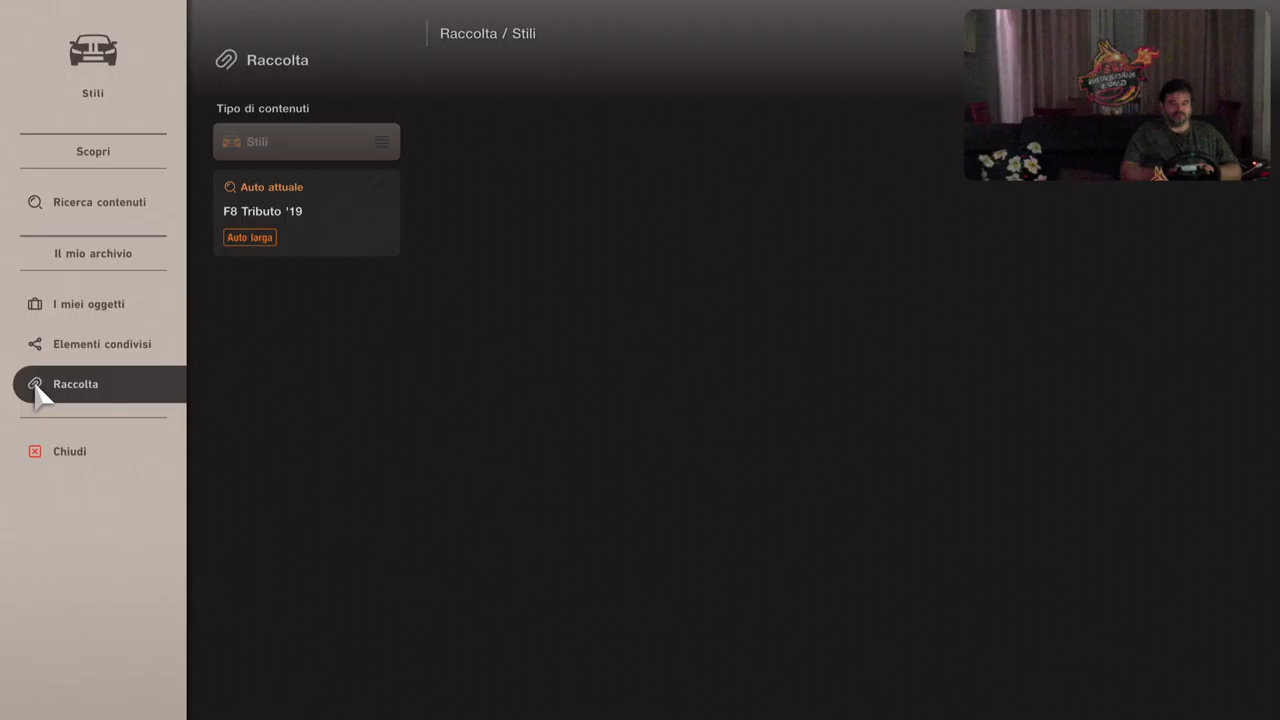 Stili
Scopri
Ricerca contenuti
Il mio archivio
I miei oggetti
Elementi condivisi
Raccolta
Chiudi
Raccolta
Raccolta / Stili
Tipo di contenuti
Stili
Auto attuale
F8 Tributo '19
Auto larga